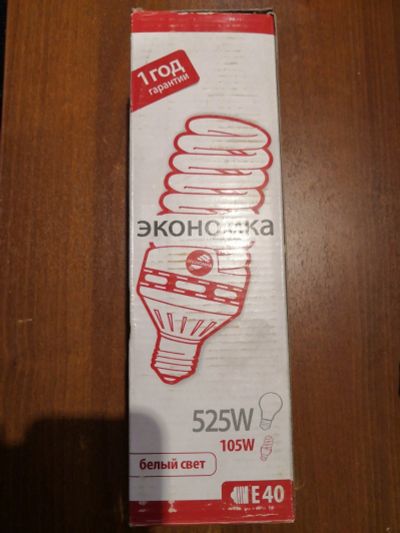 1 ГОД
гарантии
ЭКОНОМКА
525W
105W
белый свет
E40